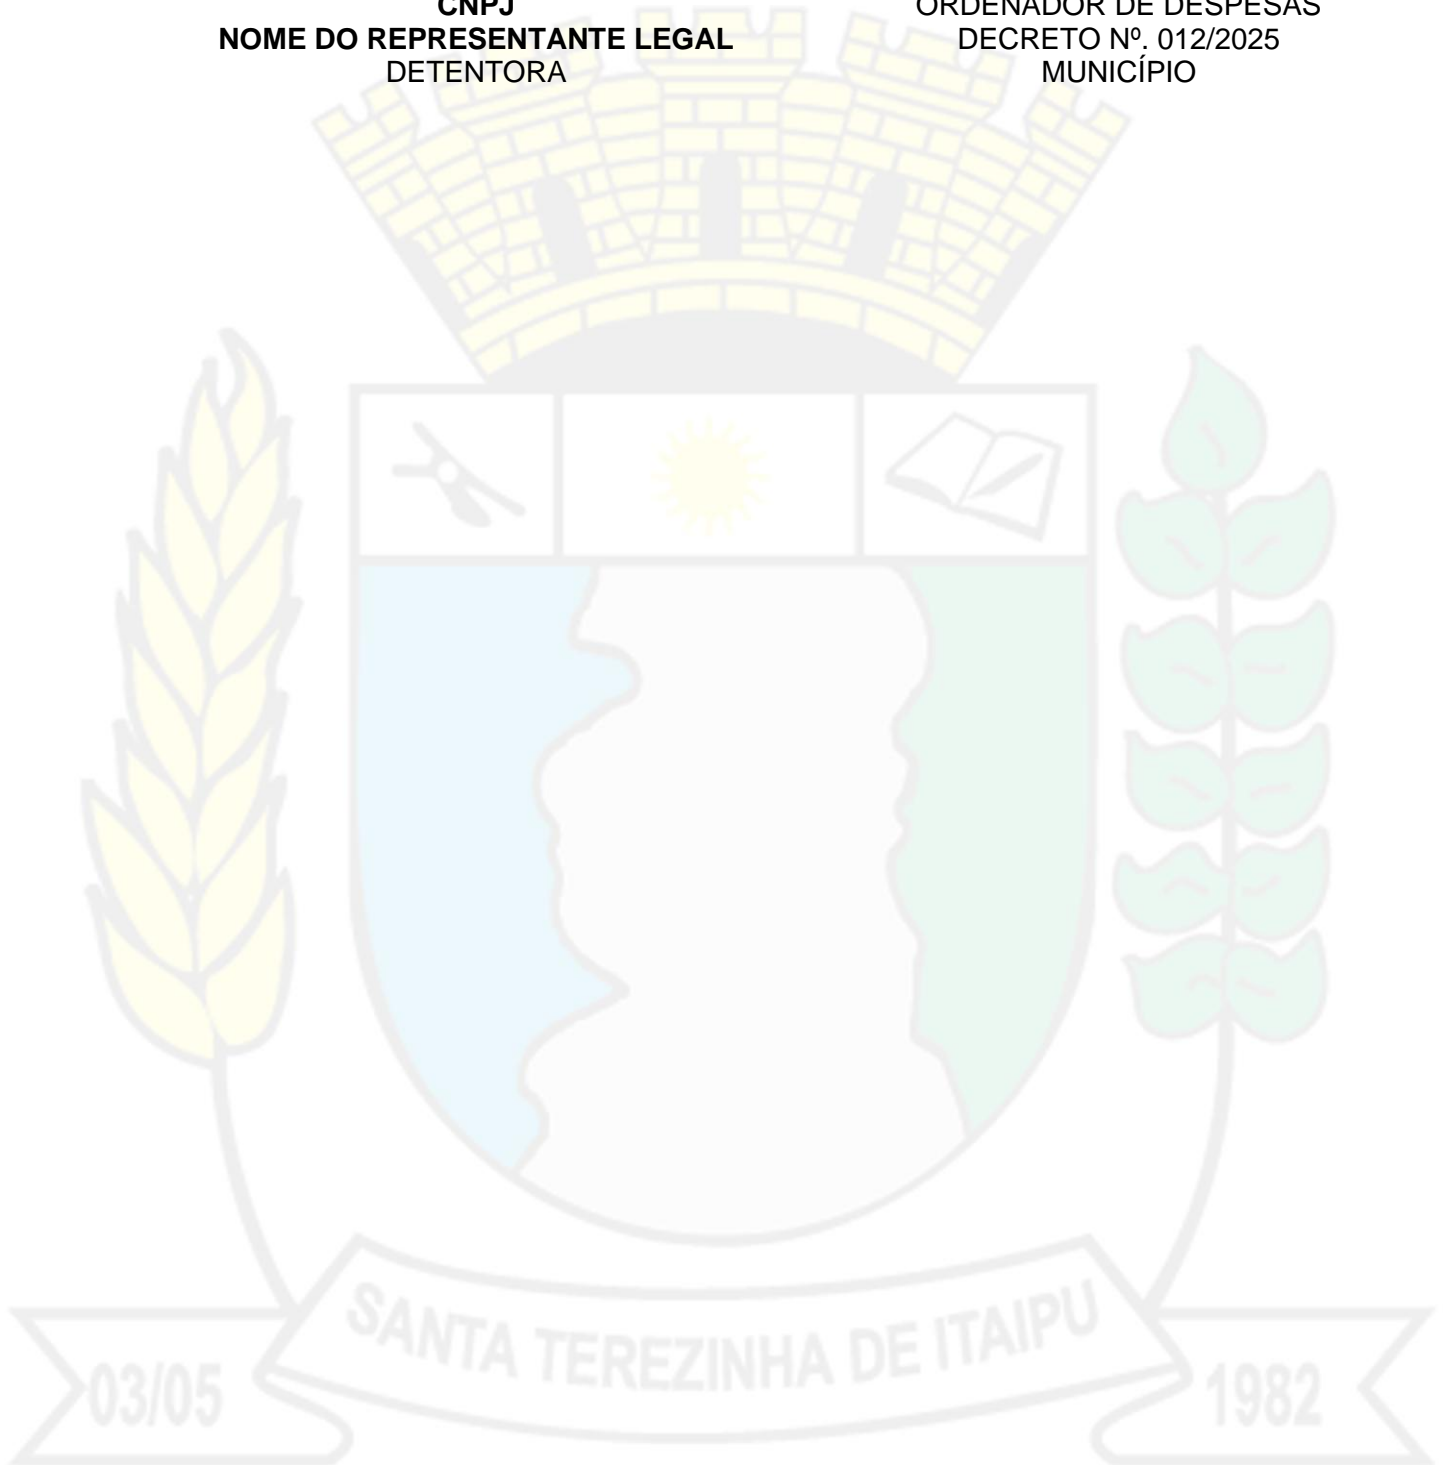 CNPJ
NOME DO REPRESENTANTE LEGAL
DETENTORA
ORDENADOR DE DESPESAS
DECRETO Nº. 012/2025
MUNICÍPIO
SANTA TEREZINHA DE ITAIPU
03/05
1982